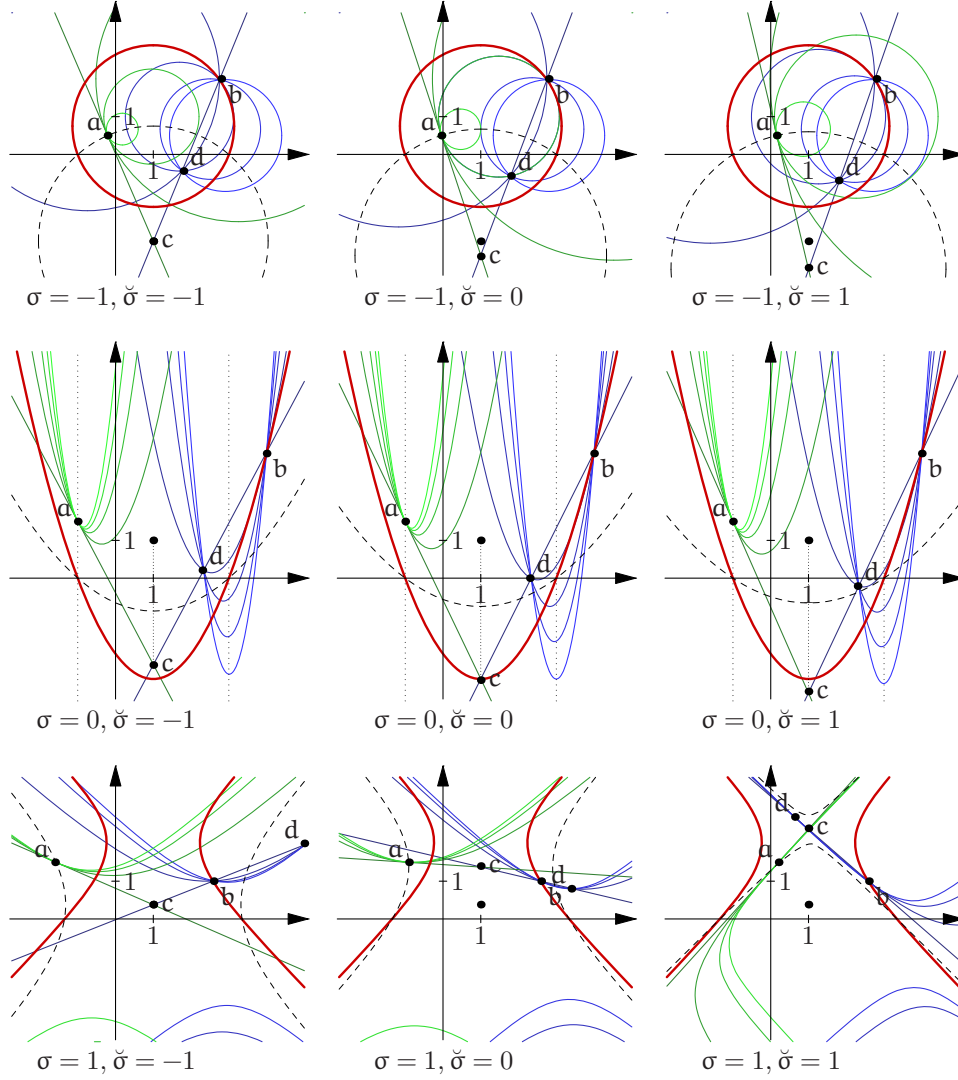 a 1 b
1 d
c
σ = −1, σ̆ = −1
a 1 b
1 d
c
σ = −1, σ̆ = 0
a 1 b
1 d
c
σ = −1, σ̆ = 1
a b
1 d
1
c
σ = 0, σ̆ = −1
a b
1
1 d
c
σ = 0, σ̆ = 0
a b
1
1 d
c
σ = 0, σ̆ = 1
d
a
1 b
c
1
σ = 1, σ̆ = −1
a c d
1 b
1
σ = 1, σ̆ = 0
d
c
a
1 b
1
σ = 1, σ̆ = 1